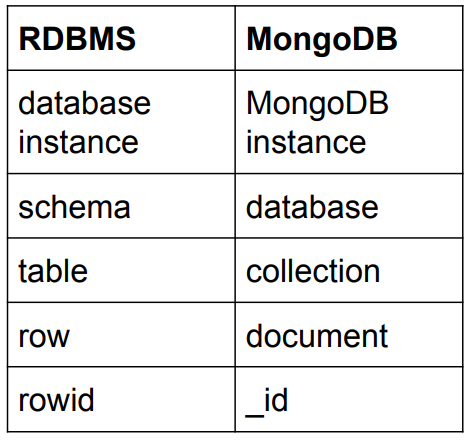 RDBMS MongoDB
database MongoDB
instance instance
schema database
table collection
row document
rowid _id